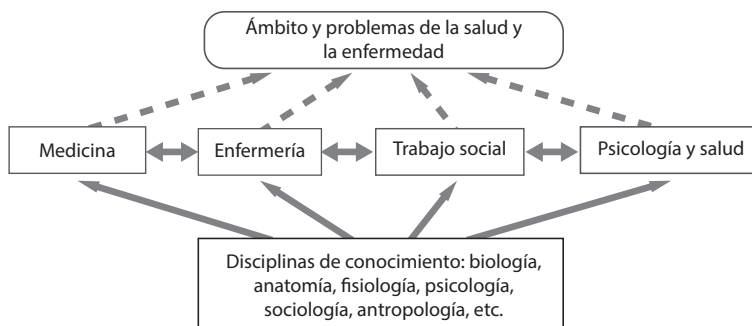 Ámbito y problemas de la salud y
la enfermedad
Medicina
Enfermería
Trabajo social
Psicología y salud
Disciplinas de conocimiento: biología,
anatomía, fisiología, psicología,
sociología, antropología, etc.